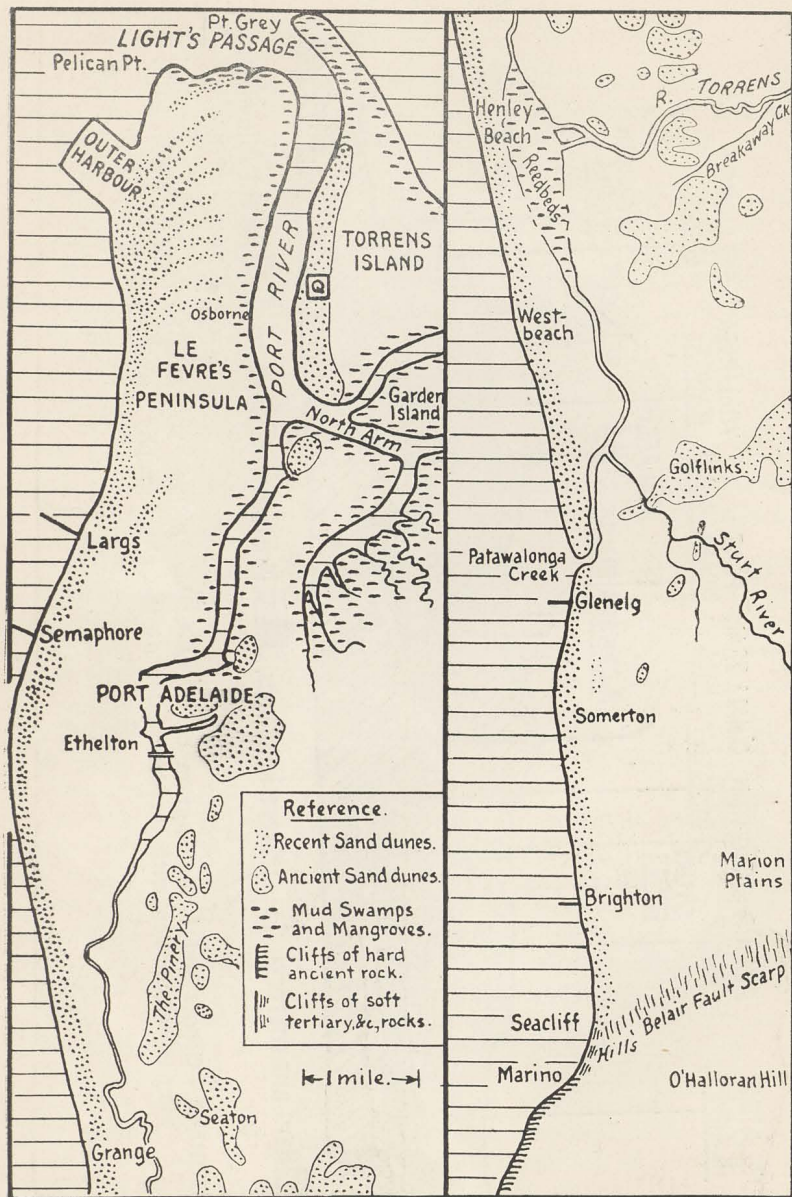 Pt. Grey
LIGHT'S PASSAGE
Pelican Pt.
OUTER
HARBOUR
PORT RIVER
TORRENS
ISLAND
Q
Osborne
LE
FEVRE'S
PENINSULA
Garden
Island
North Arm
Largs
Semaphore
PORT ADELAIDE
Ethelton
The Pinery
Seaton
Grange
Reference.
Recent Sand dunes.
Ancient Sand dunes.
Mud Swamps
and Mangroves.
Cliffs of hard
ancient rock.
Cliffs of soft
tertiary, &c., rocks.
1 mile.
R. TORRENS
Henley
Beach
Reedbeds
Breakaway Ck.
West-
beach
Golflinks
Sturt
River
Patawalonga
Creek
Glenelg
Somerton
Marion
Plains
Brighton
Belair Fault Scarp
Seacliff
Hills
Marino
O'Halloran Hill